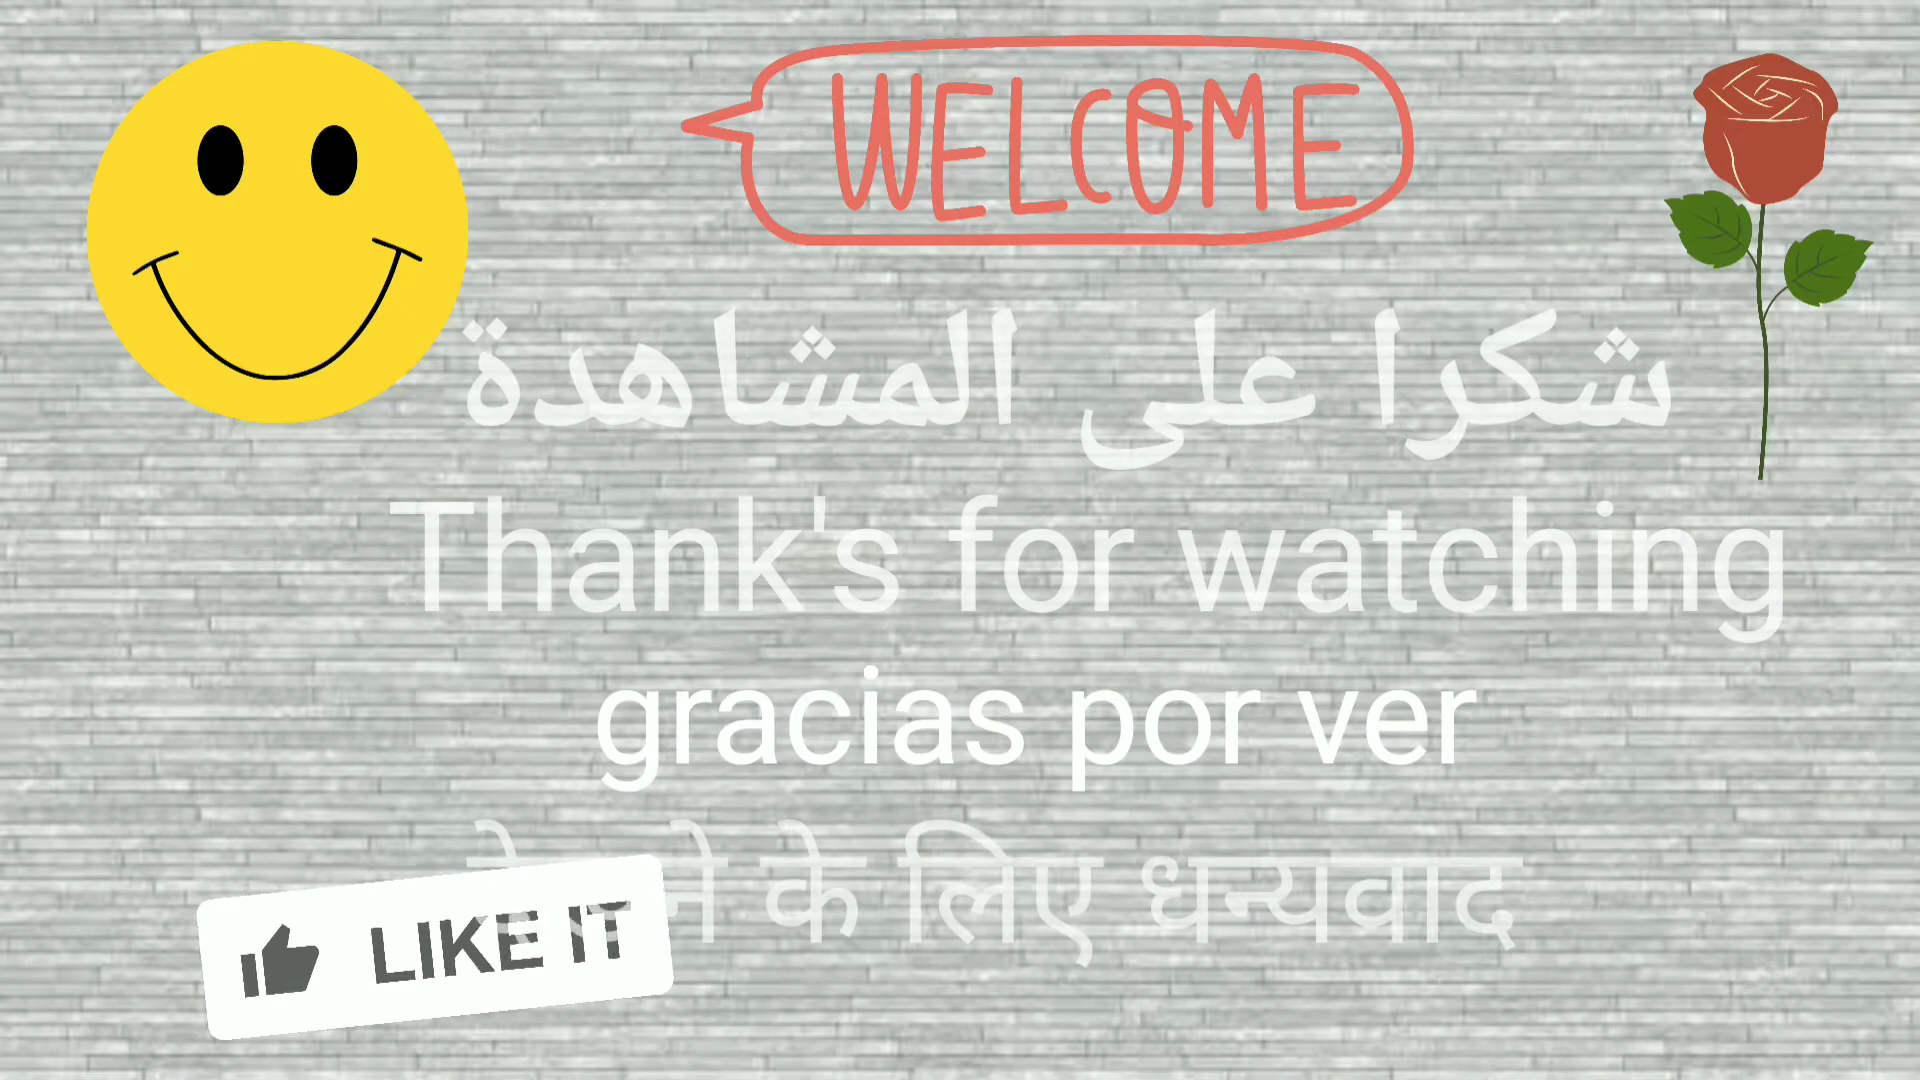 WELCOME
شكرا على المشاهدة
Thank's for watching
gracias por ver
के लिए धन्यवाद
LIKE IT